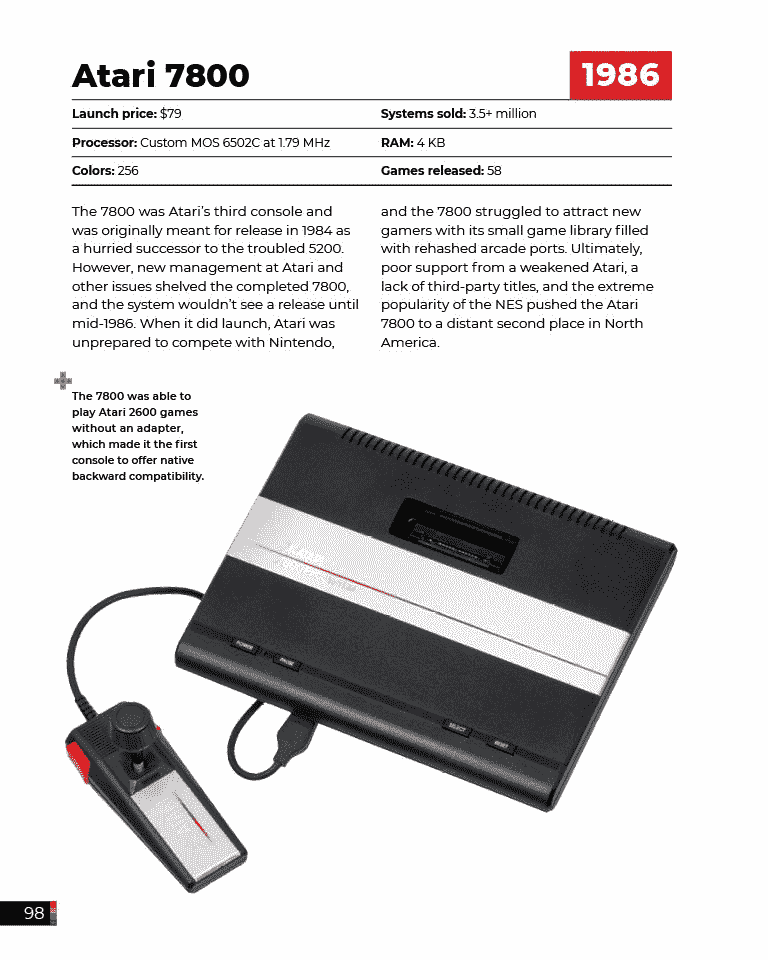 Atari 7800
1986
Launch price: $79
Systems sold: 3.5+ million
Processor: Custom MOS 6502C at 1.79 MHz
RAM: 4 KB
Colors: 256
Games released: 58
The 7800 was Atari’s third console and
was originally meant for release in 1984 as
a hurried successor to the troubled 5200.
However, new management at Atari and
other issues shelved the completed 7800,
and the system wouldn’t see a release until
mid-1986. When it did launch, Atari was
unprepared to compete with Nintendo,
and the 7800 struggled to attract new
gamers with its small game library filled
with rehashed arcade ports. Ultimately,
poor support from a weakened Atari, a
lack of third-party titles, and the extreme
popularity of the NES pushed the Atari
7800 to a distant second place in North
America.
The 7800 was able to
play Atari 2600 games
without an adapter,
which made it the first
console to offer native
backward compatibility.
POWER
PAUSE
SELECT
RESET
98